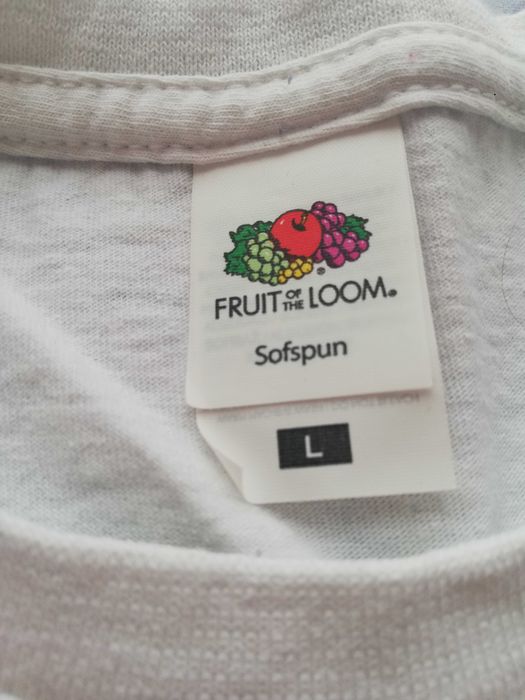 FRUIT OF THE LOOM®
Sofspun
L